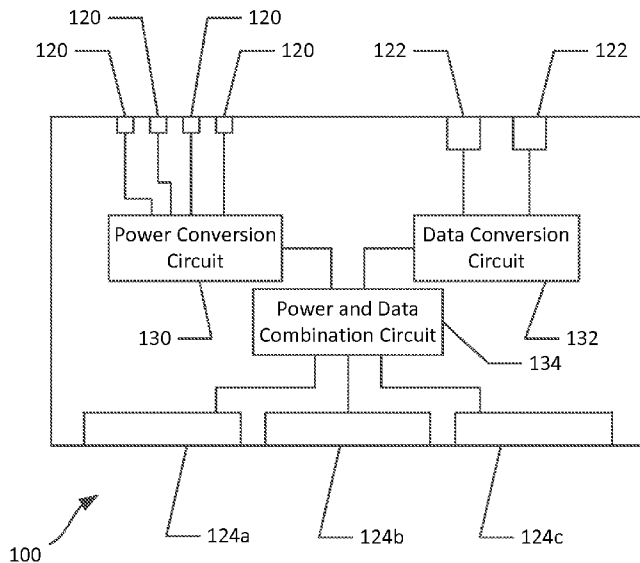 120 120 122 122
120 120
Power Conversion
Circuit
Data Conversion
Circuit
Power and Data
Combination Circuit
130 132
134
124a 124b 124c
100